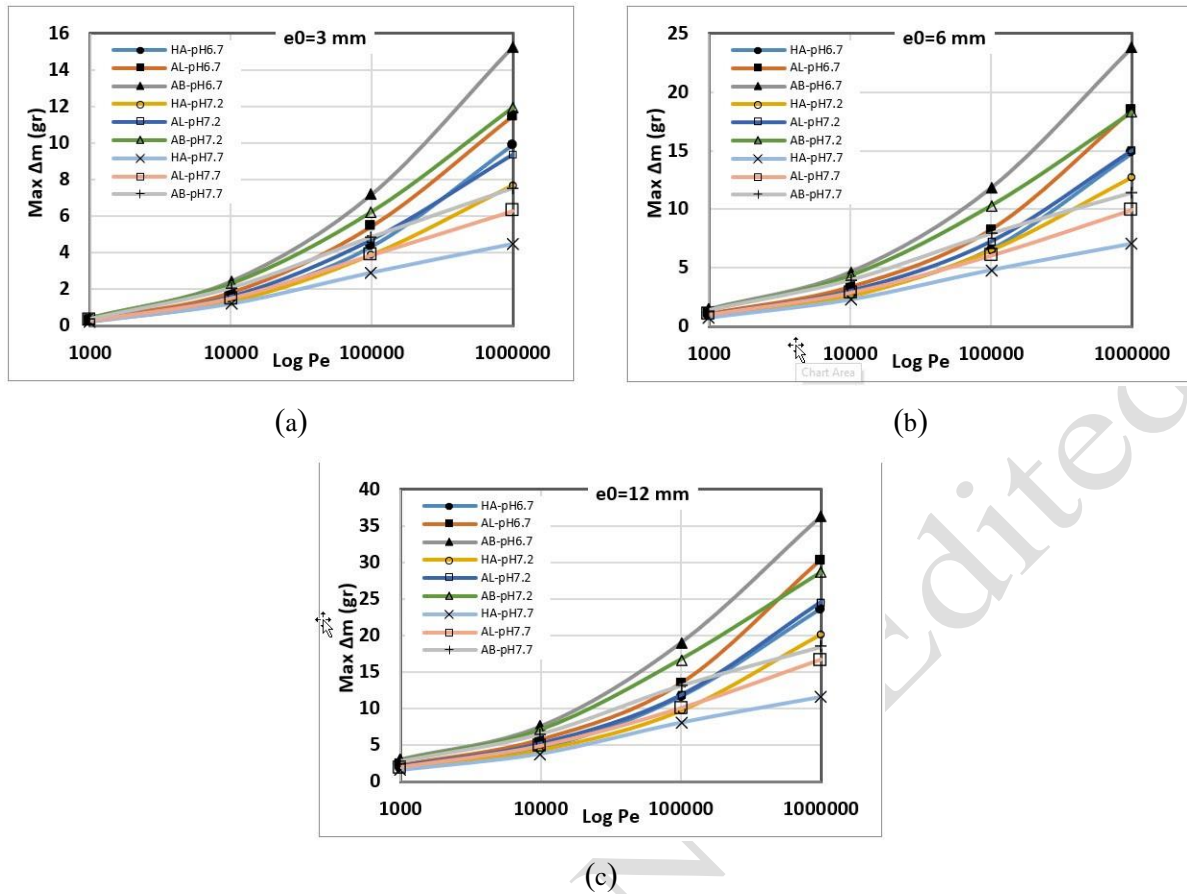 e0=3 mm
Max Δm (gr)
16
14
12
10
8
6
4
2
0
HA-pH6.7
AL-pH6.7
AB-pH6.7
HA-pH7.2
AL-pH7.2
AB-pH7.2
HA-pH7.7
AL-pH7.7
AB-pH7.7
1000 10000 100000 1000000
Log Pe
(a)
e0=6 mm
Max Δm (gr)
25
20
15
10
5
0
HA-pH6.7
AL-pH6.7
AB-pH6.7
HA-pH7.2
AL-pH7.2
AB-pH7.2
HA-pH7.7
AL-pH7.7
AB-pH7.7
1000 10000 100000 1000000
Log Pe
Chart Area
(b)
e0=12 mm
Max Δm (gr)
40
35
30
25
20
15
10
5
0
HA-pH6.7
AL-pH6.7
AB-pH6.7
HA-pH7.2
AL-pH7.2
AB-pH7.2
HA-pH7.7
AL-pH7.7
AB-pH7.7
1000 10000 100000 1000000
Log Pe
(c)
Edited